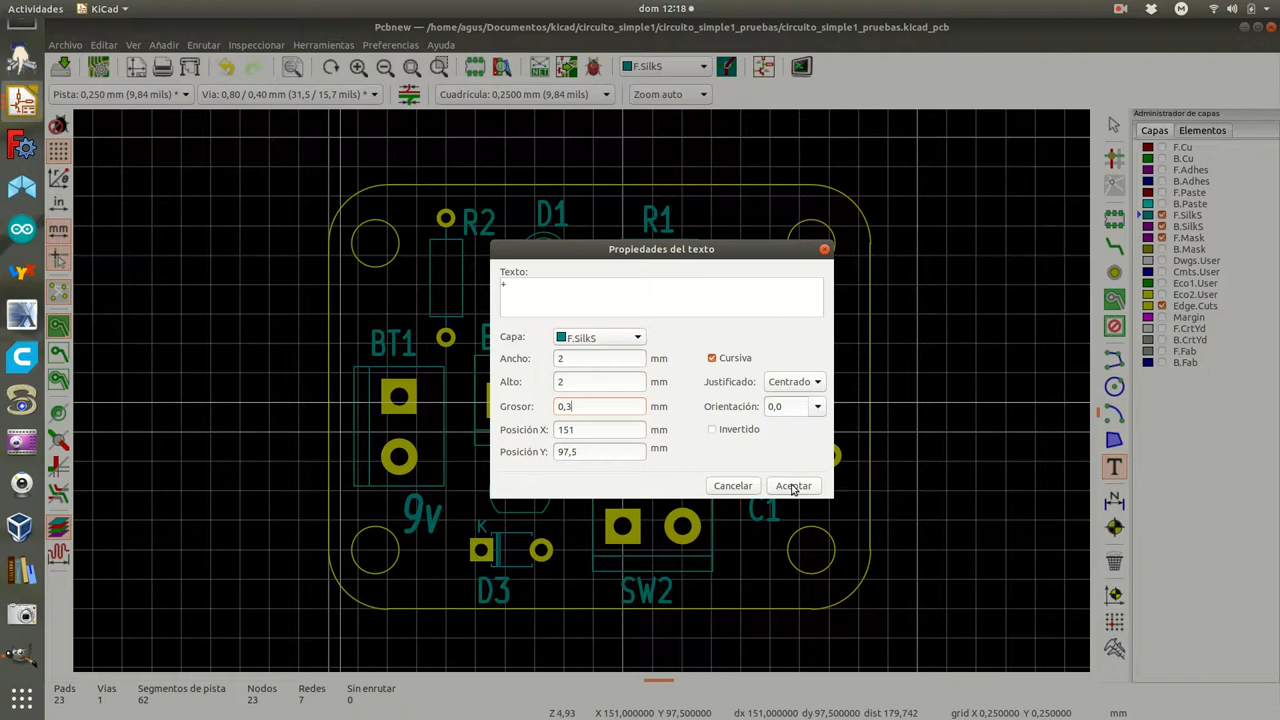 Actividades
KiCad
dom 12:18
Pcbnew — /home/agus/Documentos/kicad/circuito_simple1/circuito_simple1_pruebas/circuito_simple1_pruebas.kicad_pcb
Archivo Editar Ver Añadir Enrutar Inspeccionar Herramientas Preferencias Ayuda
F.SilkS
Pista: 0,250 mm (9,84 mils) *
Via: 0,80 / 0,40 mm (31,5 / 15,7 mils) *
Cuadrícula: 0,2500 mm (9,84 mils)
Zoom auto
Administrador de capas
Capas Elementos
F.Cu
B.Cu
F.Adhes
B.Adhes
F.Paste
B.Paste
F.SilkS
B.SilkS
F.Mask
B.Mask
Dwgs.User
Cmts.User
Eco1.User
Eco2.User
Edge.Cuts
Margin
F.CrtYd
B.CrtYd
F.Fab
B.Fab
in
mm
R2
D1
R1
BT1
9v
K
D3
SW2
C1
Propiedades del texto
Texto:
+
Capa: F.SilkS
Ancho: 2 mm
Cursiva
Alto: 2 mm
Justificado: Centrado
Grosor: 0,3 mm
Orientación: 0,0
Posición X: 151 mm
Invertido
Posición Y: 97,5 mm
Cancelar Aceptar
Pads Vías Segmentos de pista Nodos Redes Sin enrutar
23 1 62 23 7 0
Z 4,93 X 151,000000 Y 97,500000 dx 151,000000 dy 97,500000 dist 179,742 grid X 0,250000 Y 0,250000 mm